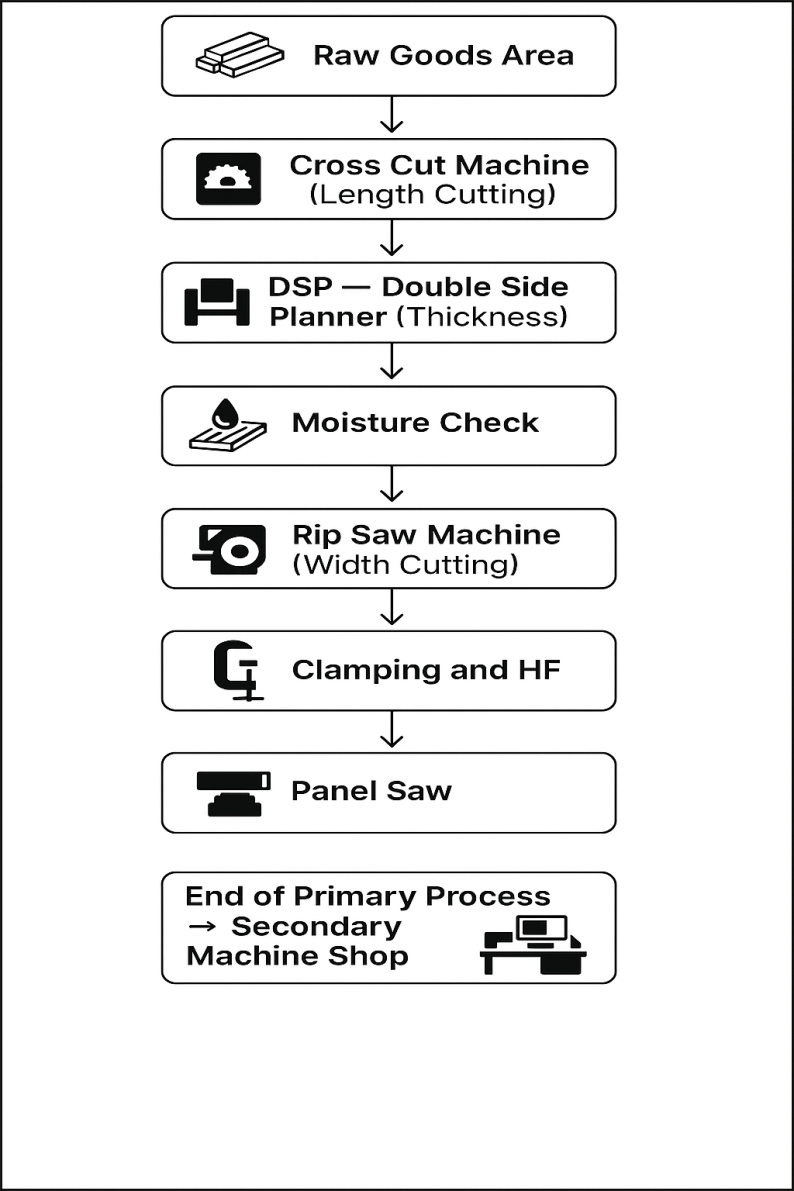 Raw Goods Area
Cross Cut Machine
(Length Cutting)
DSP — Double Side
Planner (Thickness)
Moisture Check
Rip Saw Machine
(Width Cutting)
Clamping and HF
Panel Saw
End of Primary Process
→ Secondary
Machine Shop